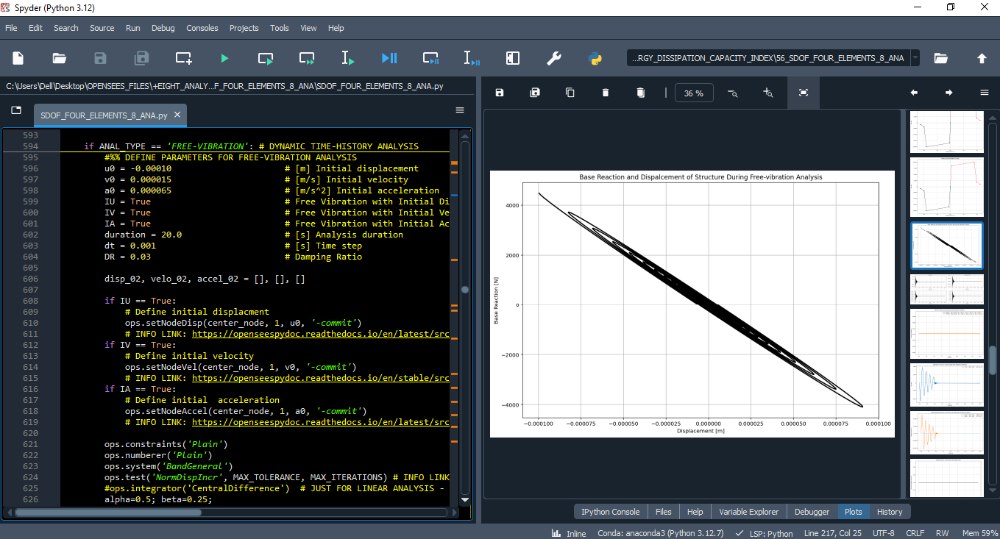 Spyder (Python 3.12)
File Edit Search Source Run Debug Consoles Projects Tools View Help
...RGY_DISSIPATION_CAPACITY_INDEX\56_SDOF_FOUR_ELEMENTS_8_ANA
C:\Users\Dell\Desktop\OPENSEES_FILES\+EIGHT_ANALY...F_FOUR_ELEMENTS_8_ANA\SDOF_FOUR_ELEMENTS_8_ANA.py
SDOF_FOUR_ELEMENTS_8_ANA.py
593
594 if ANAL_TYPE == 'FREE-VIBRATION': # DYNAMIC TIME-HISTORY ANALYSIS
595 #%% DEFINE PARAMETERS FOR FREE-VIBRATION ANALYSIS
596 u0 = -0.00010 # [m] Initial displacement
597 v0 = 0.000015 # [m/s] Initial velocity
598 a0 = 0.000065 # [m/s^2] Initial acceleration
599 IU = True # Free Vibration with Initial Di
600 IV = True # Free Vibration with Initial Ve
601 IA = True # Free Vibration with Initial Ac
602 duration = 20.0 # [s] Analysis duration
603 dt = 0.001 # [s] Time step
604 DR = 0.03 # Damping Ratio
605
606 disp_02, velo_02, accel_02 = [], [], []
607
608 if IU == True:
609 # Define initial displacment
610 ops.setNodeDisp(center_node, 1, u0, '-commit')
611 # INFO LINK: https://openseespydoc.readthedocs.io/en/latest/src
612 if IV == True:
613 # Define initial velocity
614 ops.setNodeVel(center_node, 1, v0, '-commit')
615 # INFO LINK: https://openseespydoc.readthedocs.io/en/stable/src
616 if IA == True:
617 # Define initial  acceleration
618 ops.setNodeAccel(center_node, 1, a0, '-commit')
619 # INFO LINK: https://openseespydoc.readthedocs.io/en/latest/src
620
621 ops.constraints('Plain')
622 ops.numberer('Plain')
623 ops.system('BandGeneral')
624 ops.test('NormDispIncr', MAX_TOLERANCE, MAX_ITERATIONS) # INFO LINK
625 #ops.integrator('CentralDifference')  # JUST FOR LINEAR ANALYSIS -
626 alpha=0.5; beta=0.25;
36 %
Base Reaction and Dispalcement of Structure During Free-vibration Analysis
Base Reaction [N]
4000
2000
0
−2000
−4000
−0.000100 −0.000075 −0.000050 −0.000025 0.000000 0.000025 0.000050 0.000075 0.000100
Displacement [m]
IPython Console Files Help Variable Explorer Debugger Plots History
Inline Conda: anaconda3 (Python 3.12.7) LSP: Python Line 217, Col 25 UTF-8 CRLF RW Mem 59%